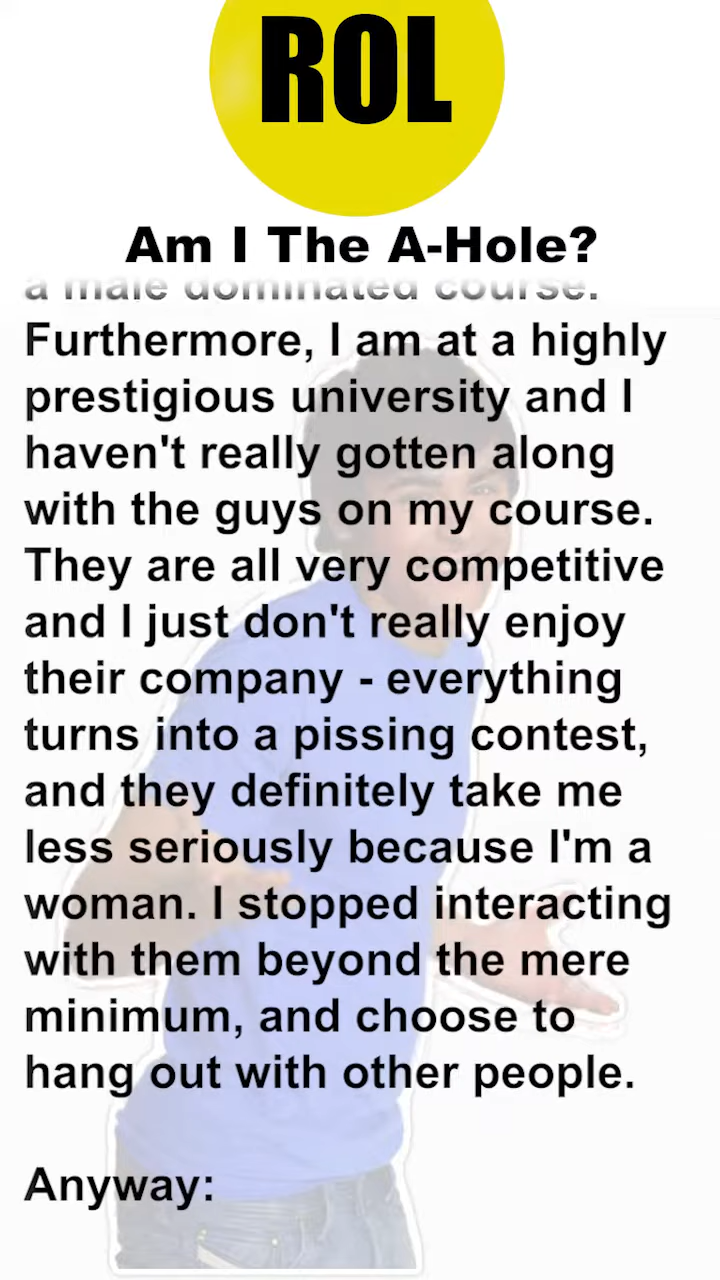 ROL
Am I The A-Hole?
a male dominated course.
Furthermore, I am at a highly
prestigious university and I
haven't really gotten along
with the guys on my course.
They are all very competitive
and I just don't really enjoy
their company - everything
turns into a pissing contest,
and they definitely take me
less seriously because I'm a
woman. I stopped interacting
with them beyond the mere
minimum, and choose to
hang out with other people.
Anyway: